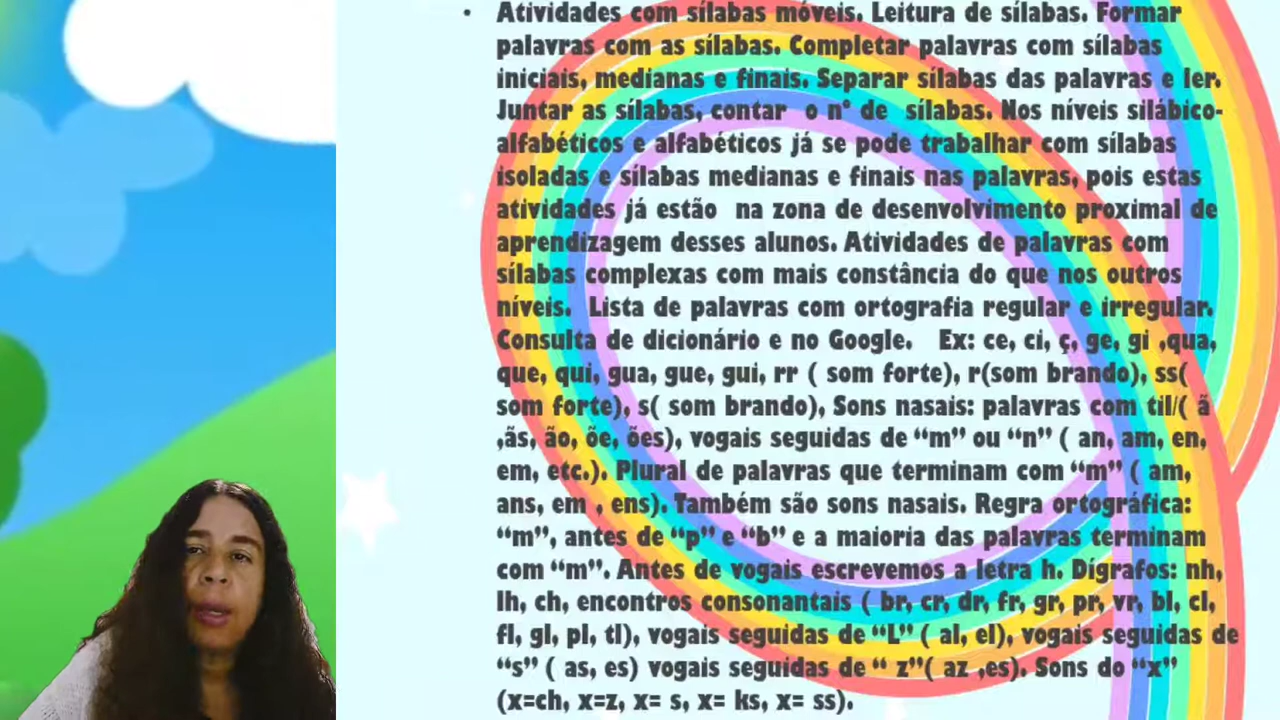 • Atividades com sílabas móveis. Leitura de sílabas. Formar
palavras com as sílabas. Completar palavras com sílabas
iniciais, medianas e finais. Separar sílabas das palavras e ler.
Juntar as sílabas, contar o n° de sílabas. Nos níveis silábico-
alfabéticos e alfabéticos já se pode trabalhar com sílabas
isoladas e sílabas medianas e finais nas palavras, pois estas
atividades já estão na zona de desenvolvimento proximal de
aprendizagem desses alunos. Atividades de palavras com
sílabas complexas com mais constância do que nos outros
níveis. Lista de palavras com ortografia regular e irregular.
Consulta de dicionário e no Google. Ex: ce, ci, ç, ge, gi ,qua,
que, qui, gua, gue, gui, rr ( som forte), r(som brando), ss(
som forte), s( som brando), Sons nasais: palavras com til/( ã
,ãs, ão, õe, ões), vogais seguidas de “m” ou “n” ( an, am, en,
em, etc.). Plural de palavras que terminam com “m” ( am,
ans, em , ens). Também são sons nasais. Regra ortográfica:
“m”, antes de “p” e “b” e a maioria das palavras terminam
com “m”. Antes de vogais escrevemos a letra h. Dígrafos: nh,
lh, ch, encontros consonantais ( br, cr, dr, fr, gr, pr, vr, bl, cl,
fl, gl, pl, tl), vogais seguidas de “L” ( al, el), vogais seguidas de
“s” ( as, es) vogais seguidas de “ z”( az ,es). Sons do “x”
(x=ch, x=z, x= s, x= ks, x= ss).